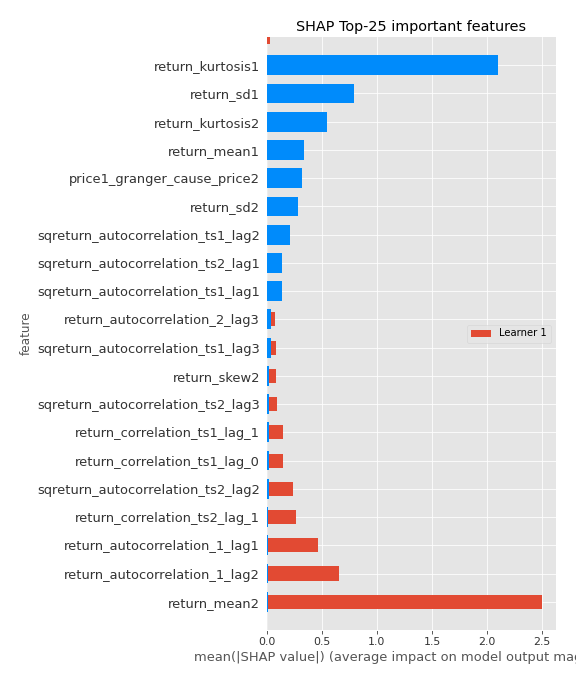 SHAP Top-25 important features
return_kurtosis1
return_sd1
return_kurtosis2
return_mean1
price1_granger_cause_price2
return_sd2
sqreturn_autocorrelation_ts1_lag2
sqreturn_autocorrelation_ts2_lag1
sqreturn_autocorrelation_ts1_lag1
return_autocorrelation_2_lag3
sqreturn_autocorrelation_ts1_lag3
return_skew2
sqreturn_autocorrelation_ts2_lag3
return_correlation_ts1_lag_1
return_correlation_ts1_lag_0
sqreturn_autocorrelation_ts2_lag2
return_correlation_ts2_lag_1
return_autocorrelation_1_lag1
return_autocorrelation_1_lag2
return_mean2
feature
Learner 1
0.0 0.5 1.0 1.5 2.0 2.5
mean(|SHAP value|) (average impact on model output mag